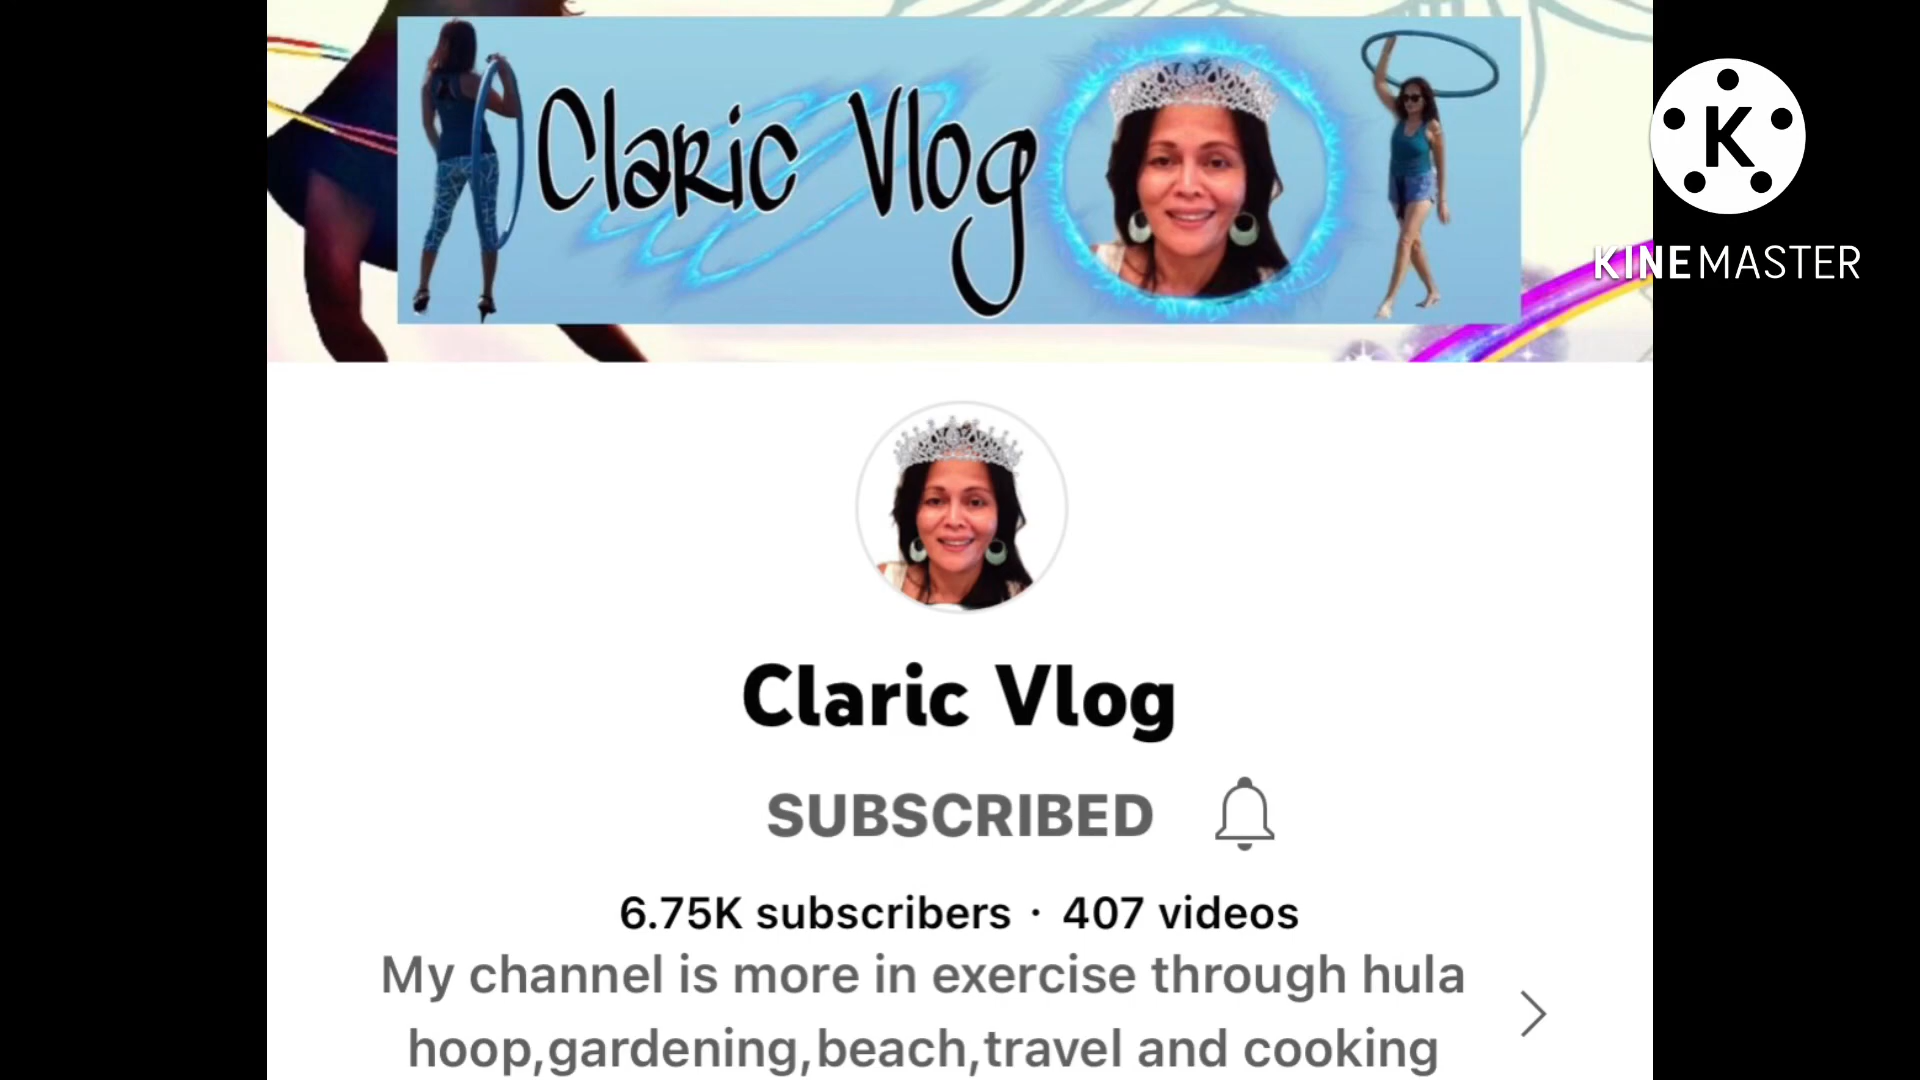 Claric Vlog
K
KINEMASTER
Claric Vlog
SUBSCRIBED
6.75K subscribers · 407 videos
My channel is more in exercise through hula
hoop,gardening,beach,travel and cooking